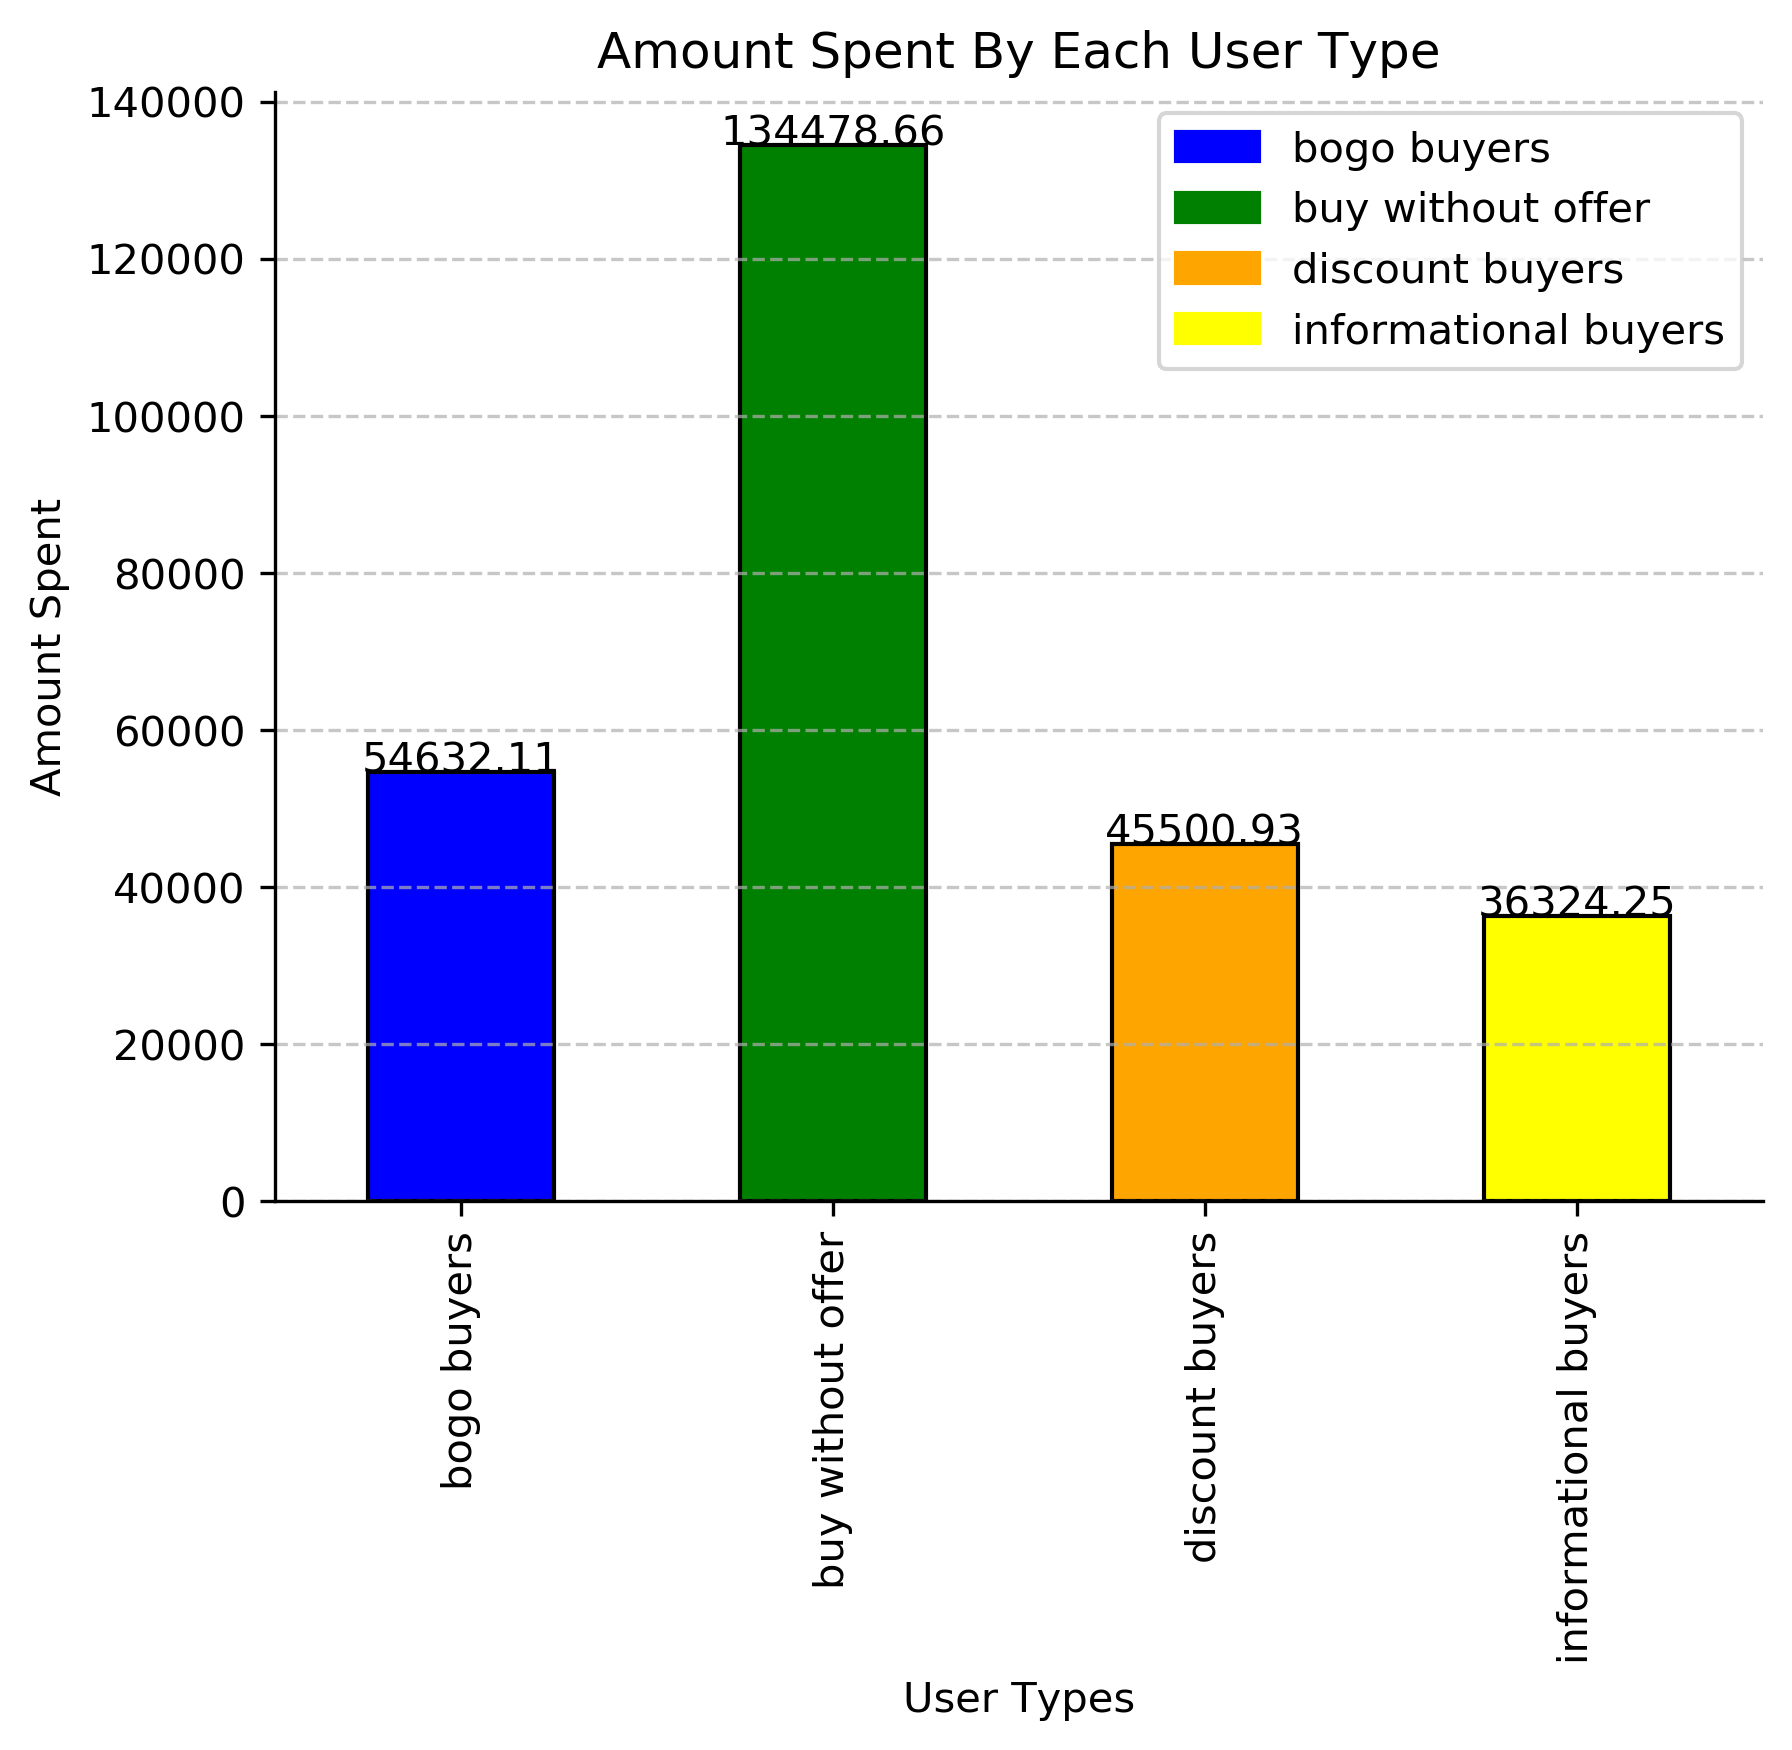 Amount Spent By Each User Type
140000
120000
100000
80000
60000
40000
20000
0
Amount Spent
134478.66
54632.11
45500.93
36324.25
bogo buyers
buy without offer
discount buyers
informational buyers
bogo buyers
buy without offer
discount buyers
informational buyers
User Types